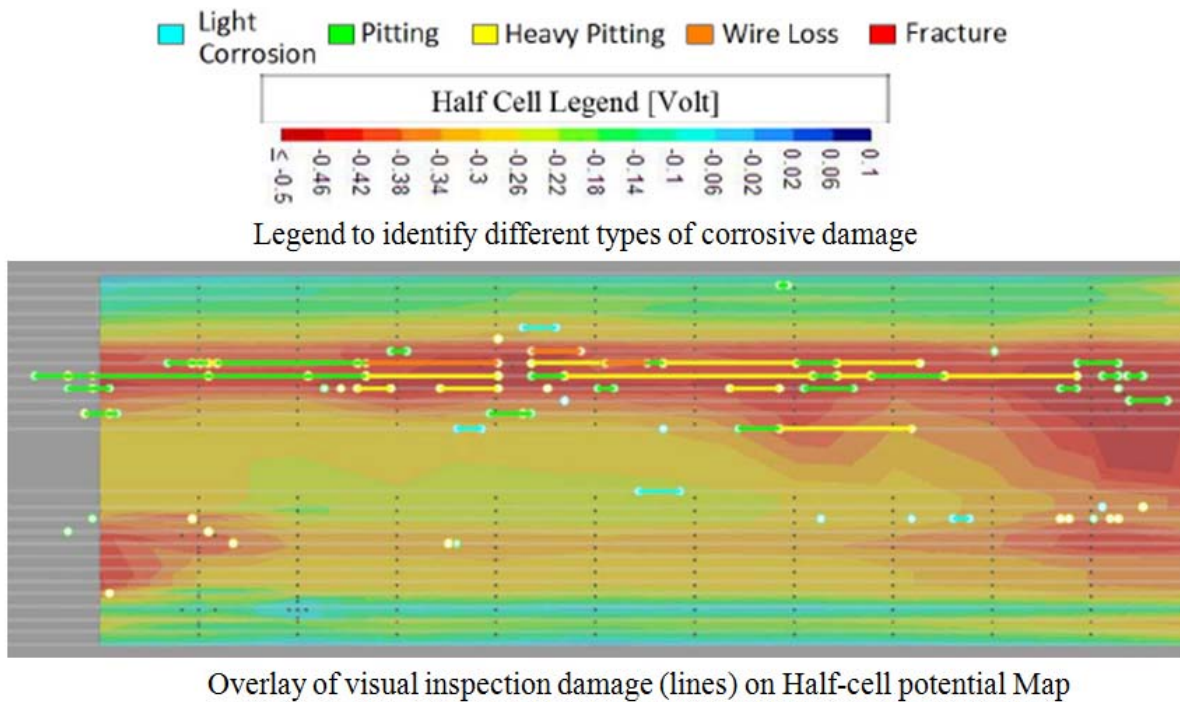 Light Corrosion
Pitting
Heavy Pitting
Wire Loss
Fracture
Half Cell Legend [Volt]
≤ -0.5
-0.46
-0.42
-0.38
-0.34
-0.3
-0.26
-0.22
-0.18
-0.14
-0.1
-0.06
-0.02
0.02
0.06
0.1
Legend to identify different types of corrosive damage
Overlay of visual inspection damage (lines) on Half-cell potential Map